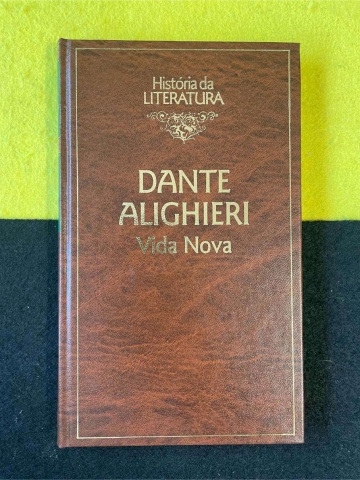 História da
LITERATURA
DANTE
ALIGHIERI
Vida Nova